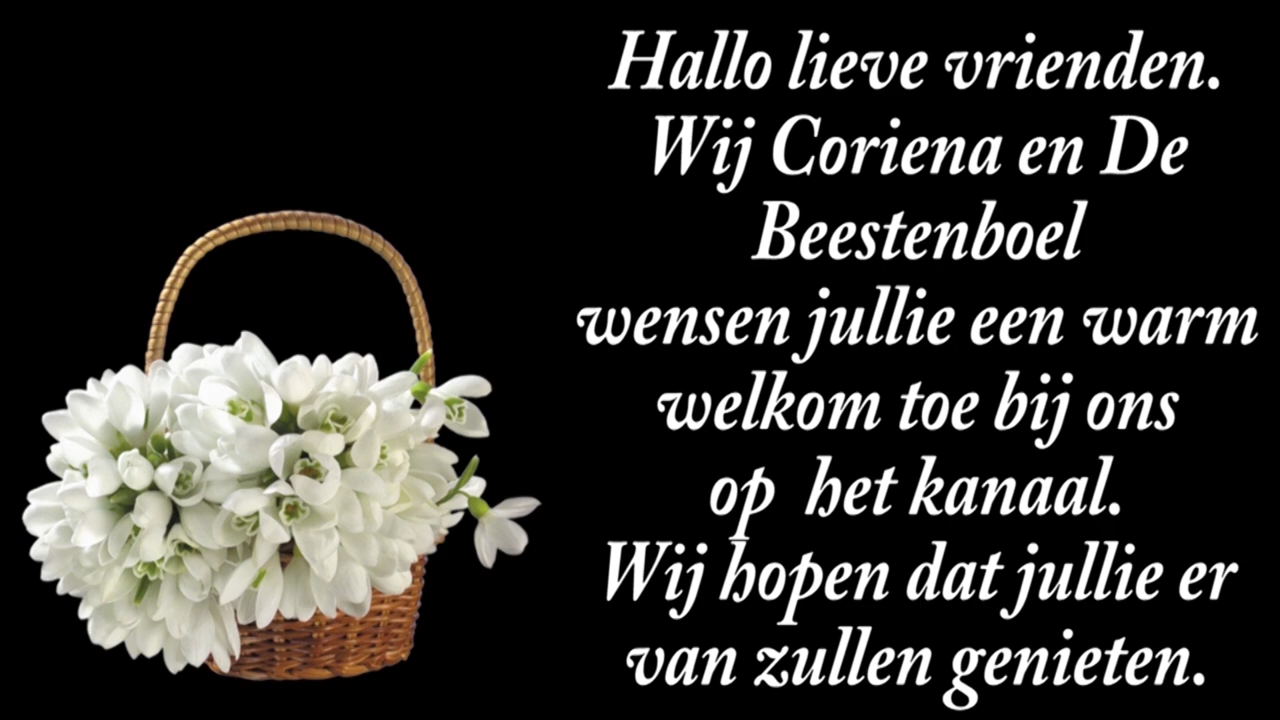 Hallo lieve vrienden.
Wij Coriena en De
Beestenboel
wensen jullie een warm
welkom toe bij ons
op het kanaal.
Wij hopen dat jullie er
van zullen genieten.